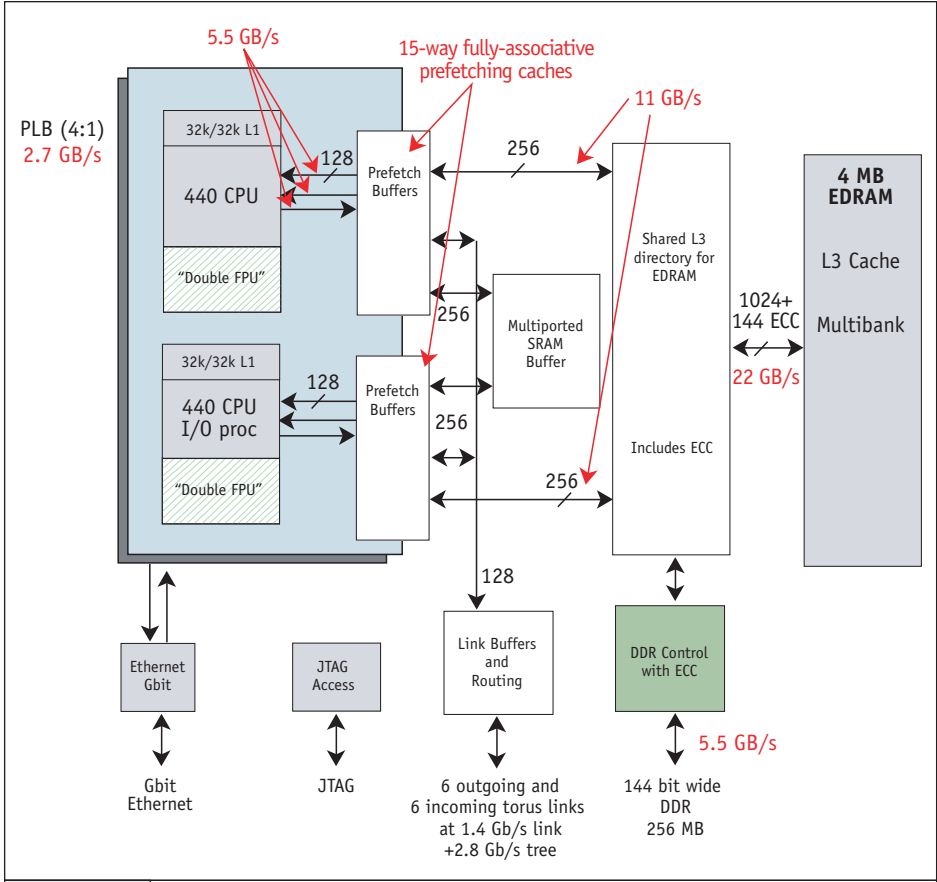 5.5 GB/s
15-way fully-associative
prefetching caches
11 GB/s
PLB (4:1)
2.7 GB/s
32k/32k L1
440 CPU
"Double FPU"
128
Prefetch
Buffers
256
256
Shared L3
directory for
EDRAM
Includes ECC
Multiported
SRAM
Buffer
1024+
144 ECC
22 GB/s
4 MB
EDRAM
L3 Cache
Multibank
32k/32k L1
440 CPU
I/O proc
"Double FPU"
128
Prefetch
Buffers
256
256
128
Ethernet
Gbit
JTAG
Access
Link Buffers
and
Routing
DDR Control
with ECC
5.5 GB/s
Gbit
Ethernet
JTAG
6 outgoing and
6 incoming torus links
at 1.4 Gb/s link
+2.8 Gb/s tree
144 bit wide
DDR
256 MB